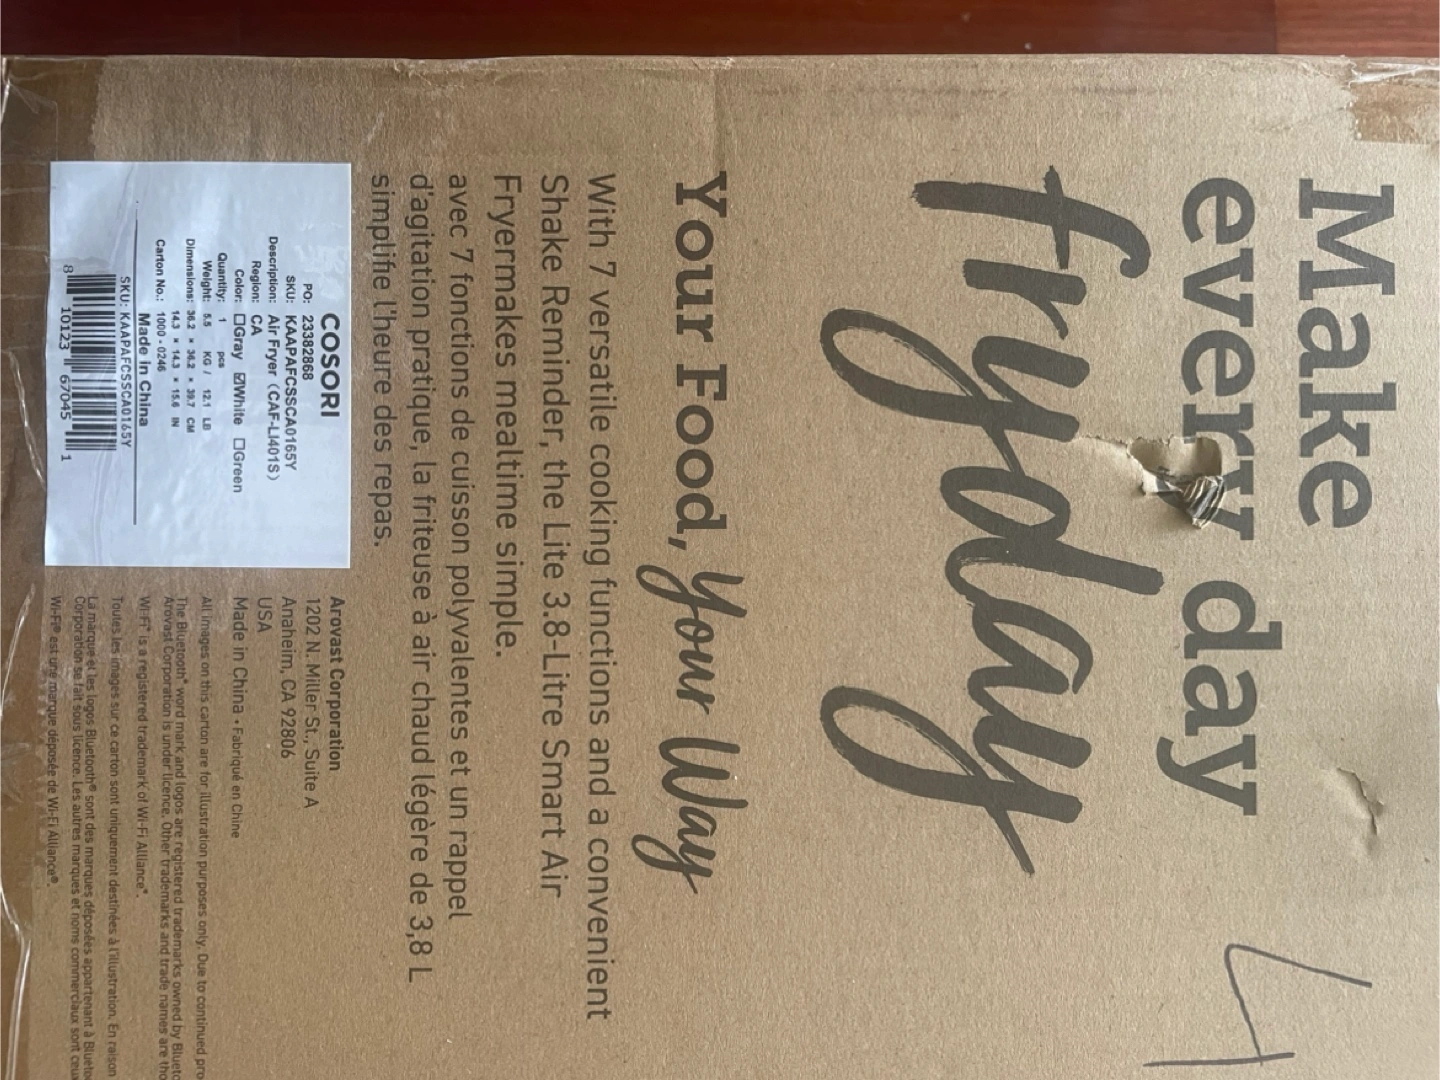 Make
every day
fryday
Your Food, Your Way
With 7 versatile cooking functions and a convenient
Shake Reminder, the Lite 3.8-Litre Smart Air
Fryermakes mealtime simple.
avec 7 fonctions de cuisson polyvalentes et un rappel
d'agitation pratique, la friteuse à air chaud légère de 3,8 L
simplifie l'heure des repas.
COSORI
PO: 23382868
SKU: KAAPAFCSSCA0165Y
Description: Air Fryer (CAF-LI401S)
Region: CA
Color: ☐Gray ☑White ☐Green
Quantity: 1 pcs
Weight: 5.5 KG / 12.1 LB
Dimensions: 36.2 × 36.2 × 39.7 CM
14.3 × 14.3 × 15.6 IN
Carton No.: 1000 - 0246
Made in China
SKU: KAAPAFCSSCA0165Y
8 10123 67045 1
Arovast Corporation
1202 N. Miller St., Suite A
Anaheim, CA 92806
USA
Made in China • Fabriqué en Chine
All images on this carton are for illustration purposes only. Due to continued pro
The Bluetooth® word mark and logos are registered trademarks owned by Blueto
Arovast Corporation is under licence. Other trademarks and trade names are tho
Wi-Fi® is a registered trademark of Wi-Fi Alliance®.
Toutes les images sur ce carton sont uniquement destinées à l'illustration. En raison
La marque et les logos Bluetooth® sont des marques déposées appartenant à Blueto
Corporation se fait sous licence. Les autres marques et noms commerciaux sont ceux
Wi-Fi® est une marque déposée de Wi-Fi Alliance®.
4